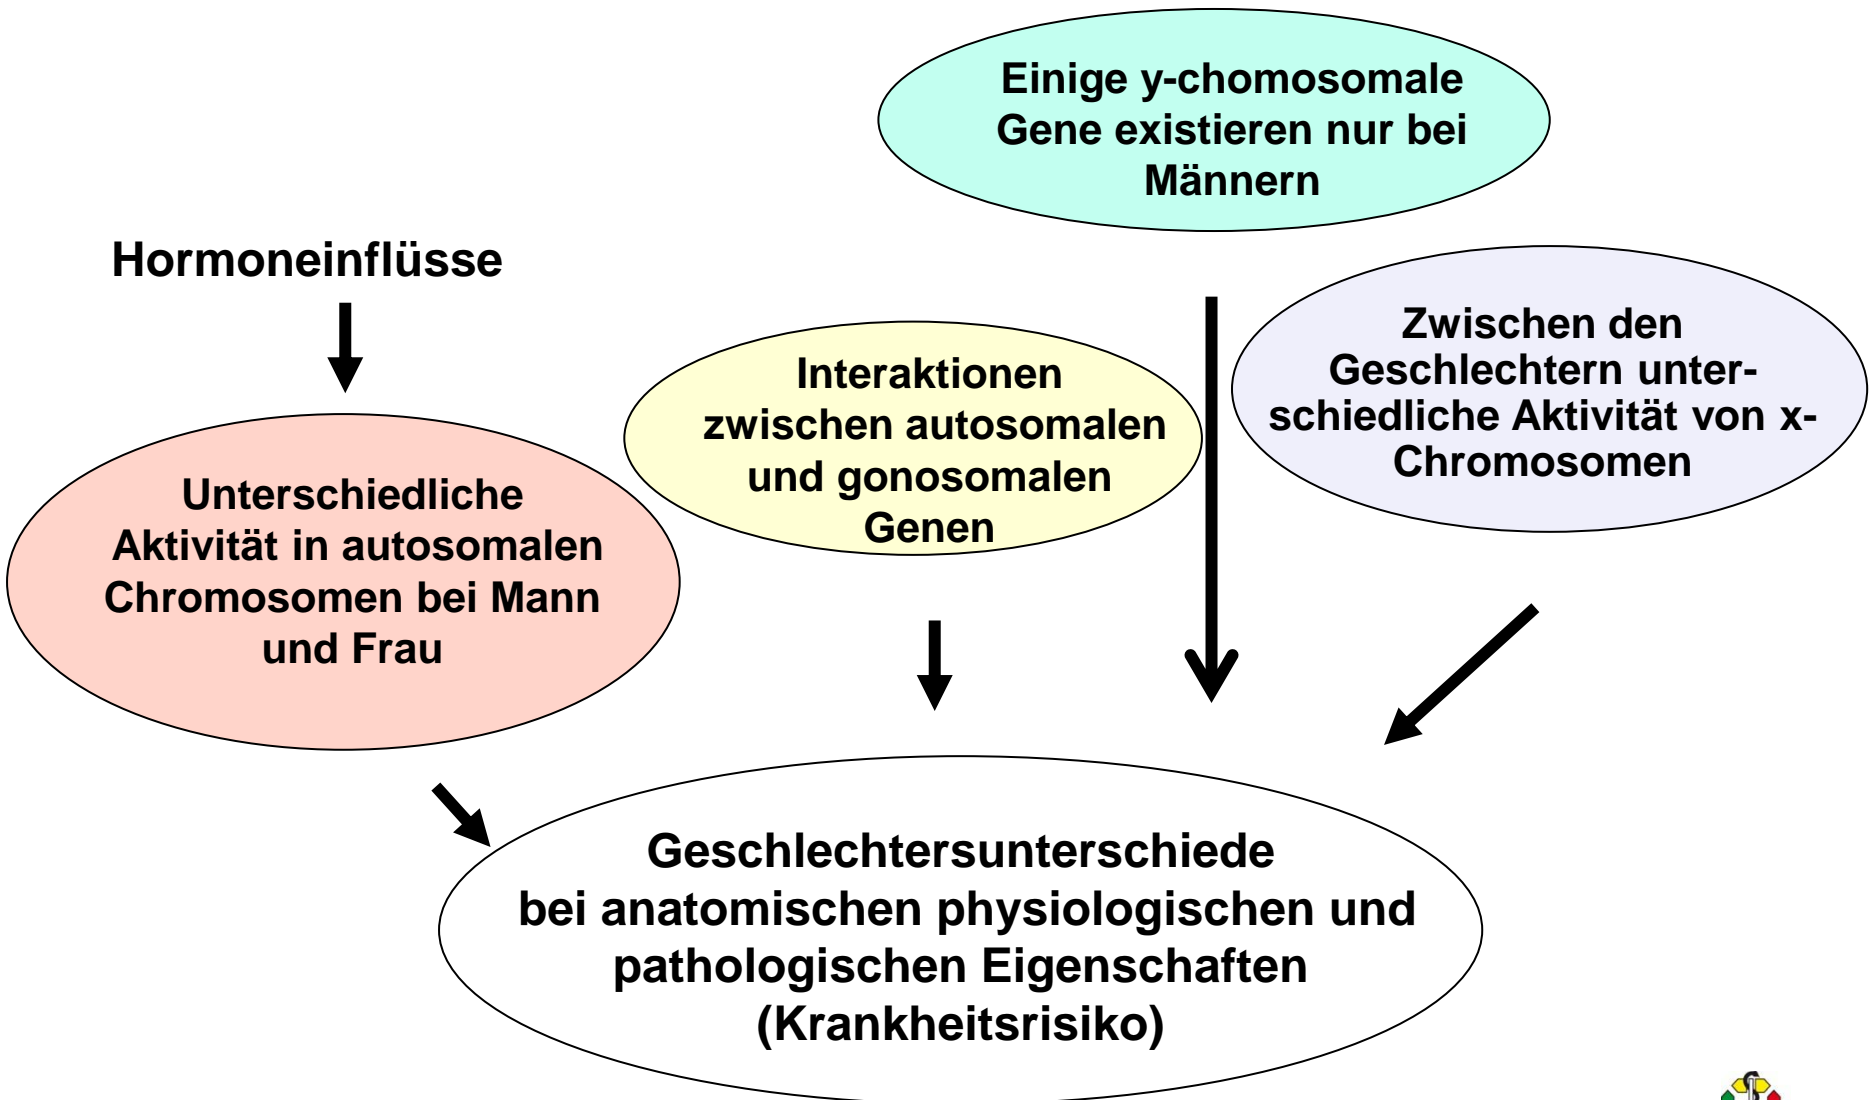 Einige y-chomosomale
Gene existieren nur bei
Männern
Hormoneinflüsse
Zwischen den
Geschlechtern unter-
schiedliche Aktivität von x-
Chromosomen
Interaktionen
zwischen autosomalen
und gonosomalen
Genen
Unterschiedliche
Aktivität in autosomalen
Chromosomen bei Mann
und Frau
Geschlechtersunterschiede
bei anatomischen physiologischen und
pathologischen Eigenschaften
(Krankheitsrisiko)